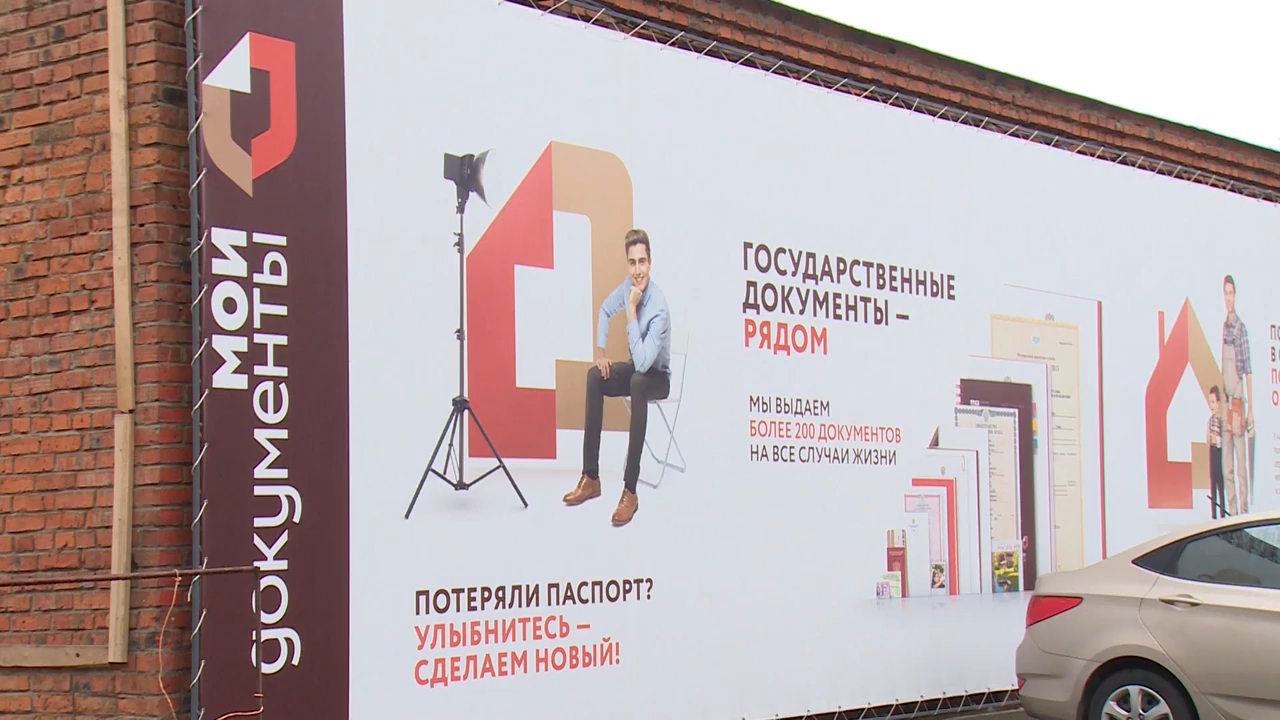 МОИ
документы
ПОТЕРЯЛИ ПАСПОРТ?
УЛЫБНИТЕСЬ –
СДЕЛАЕМ НОВЫЙ!
ГОСУДАРСТВЕННЫЕ
ДОКУМЕНТЫ –
РЯДОМ
МЫ ВЫДАЕМ
БОЛЕЕ 200 ДОКУМЕНТОВ
НА ВСЕ СЛУЧАИ ЖИЗНИ